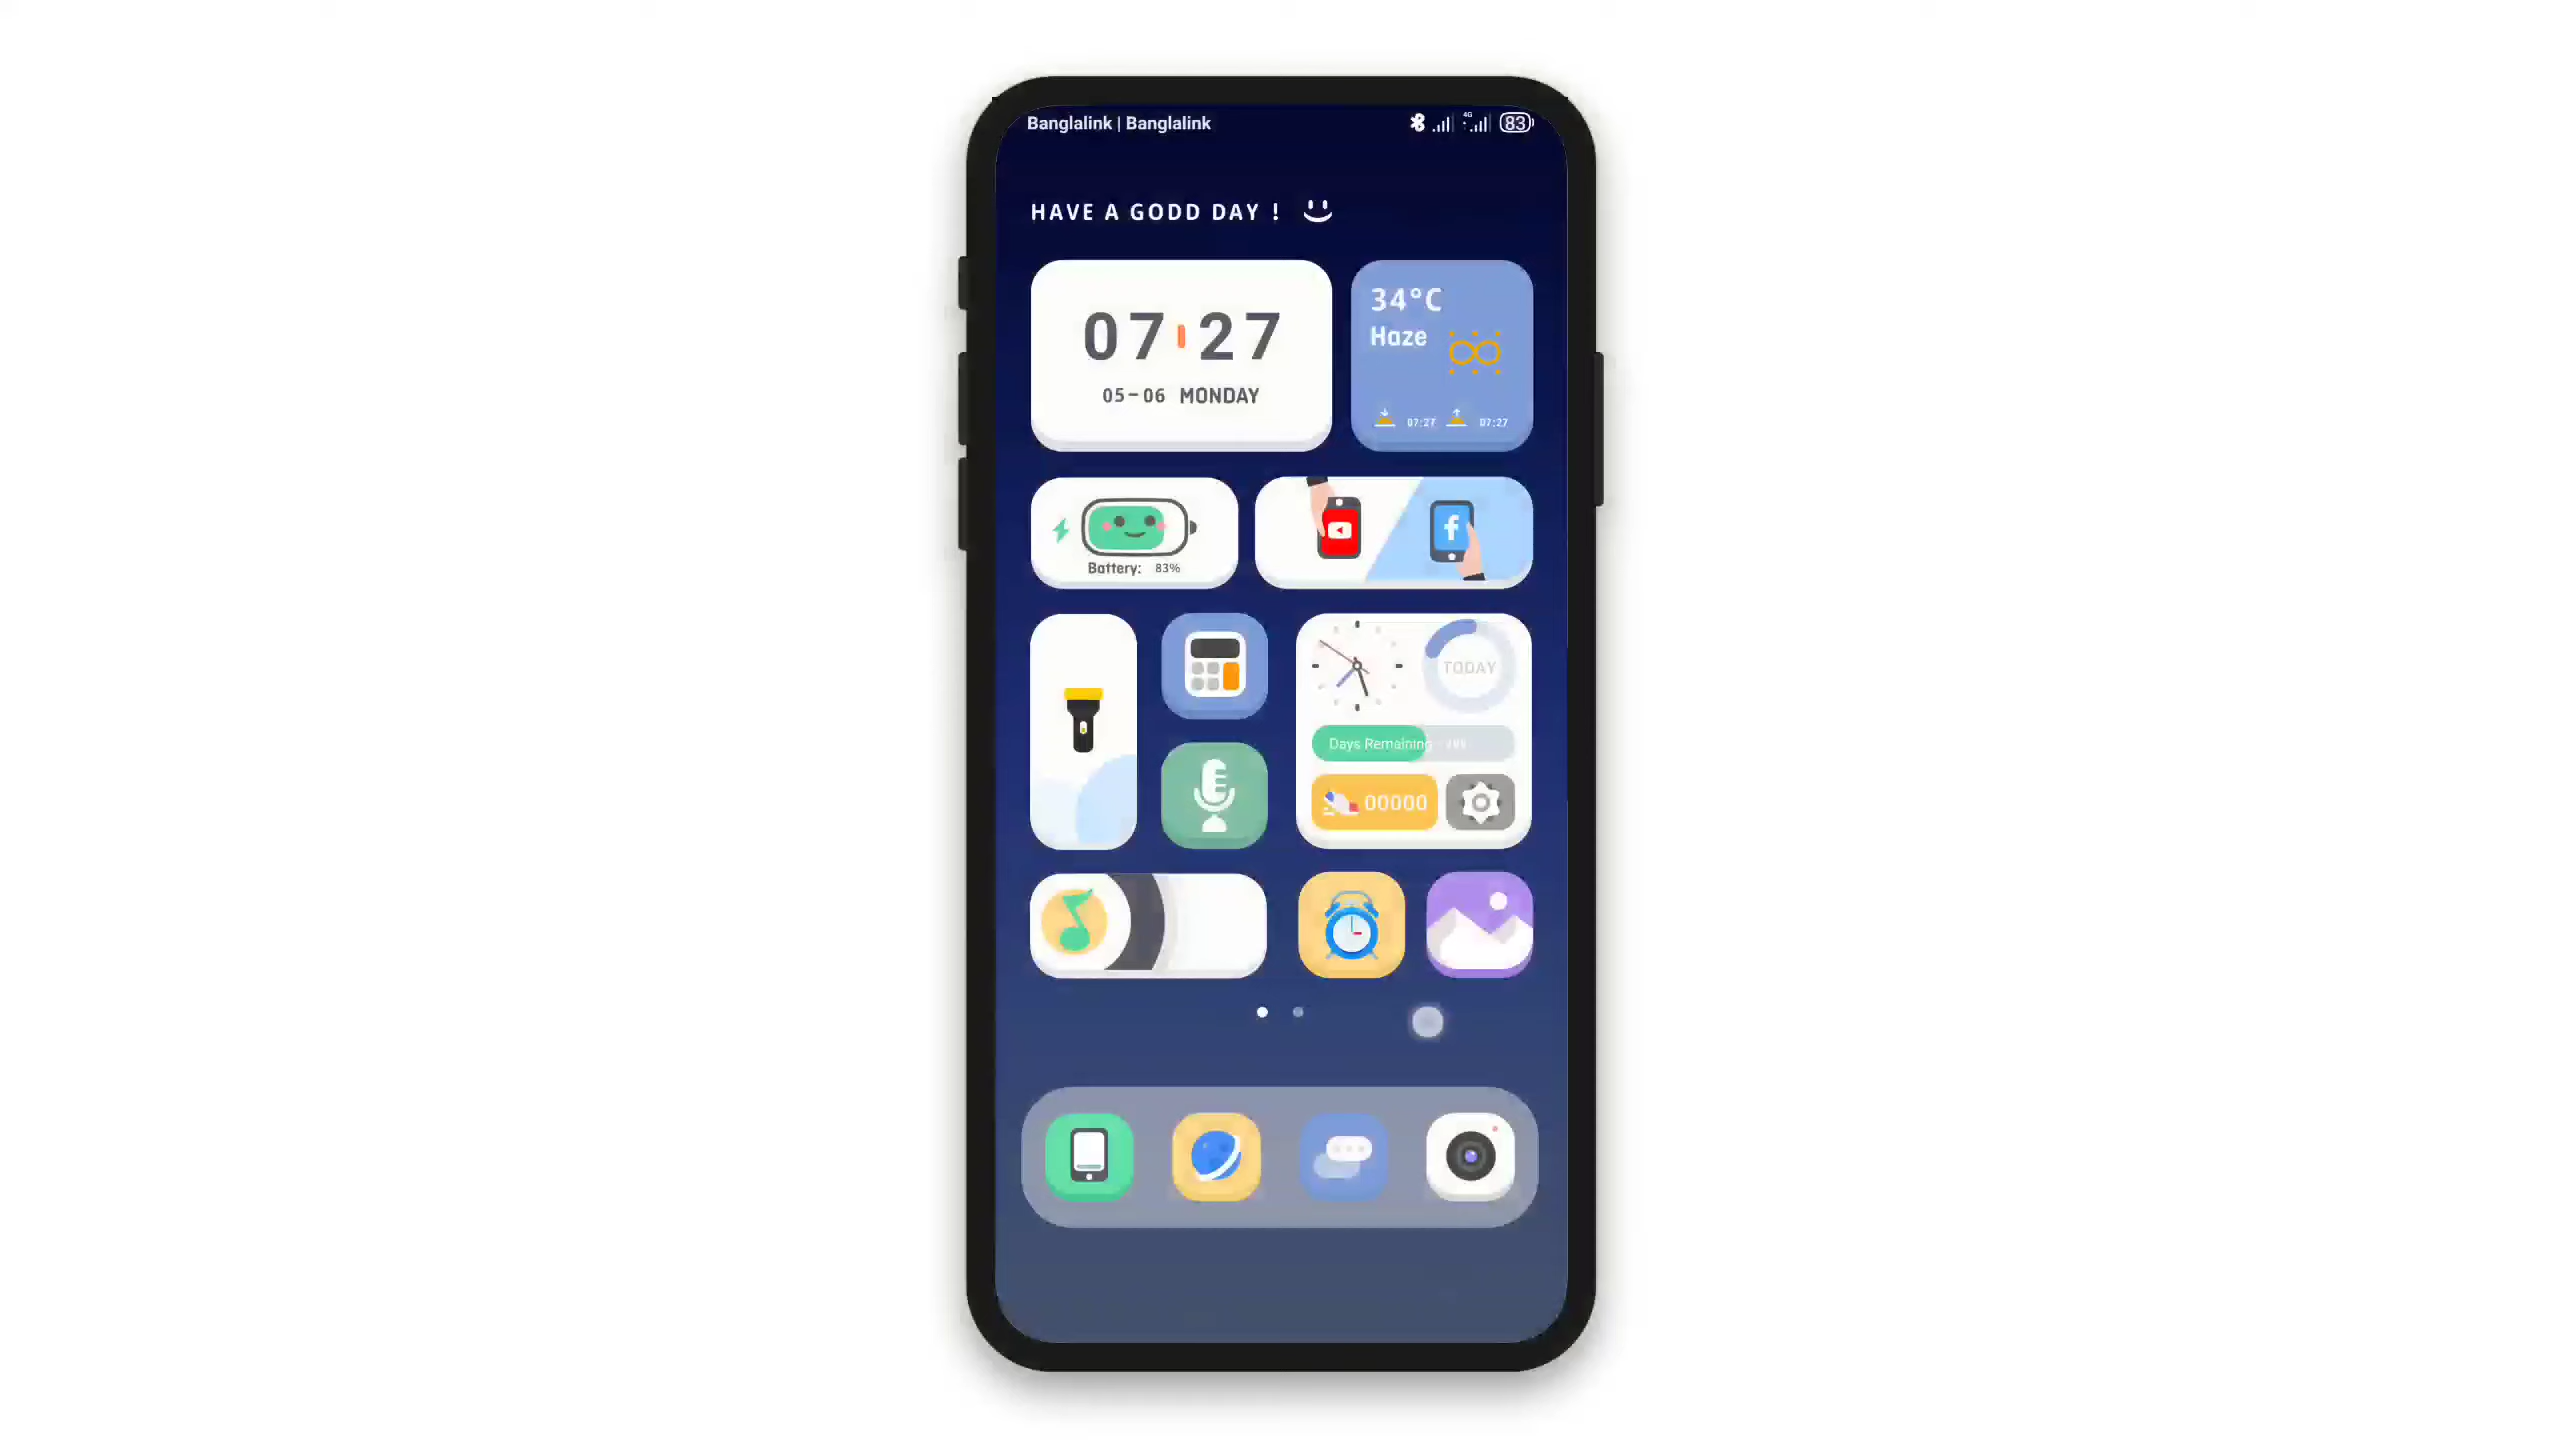 Banglalink | Banglalink
4G
83
HAVE A GODD DAY !
07:27
05-06 MONDAY
34°C
Haze
07:27 07:27
Battery: 83%
f
TODAY
Days Remaining
00000